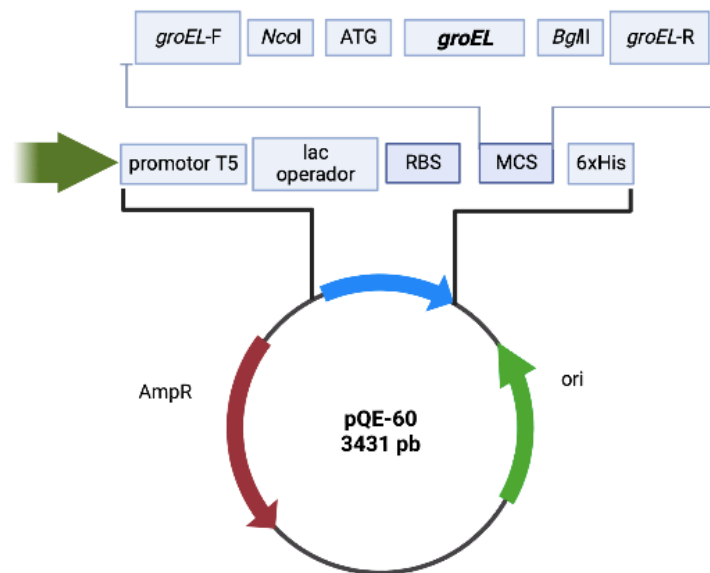 groEL-F NcoI ATG groEL BglII groEL-R
promotor T5 lac operador RBS MCS 6xHis
AmpR
ori
pQE-60
3431 pb